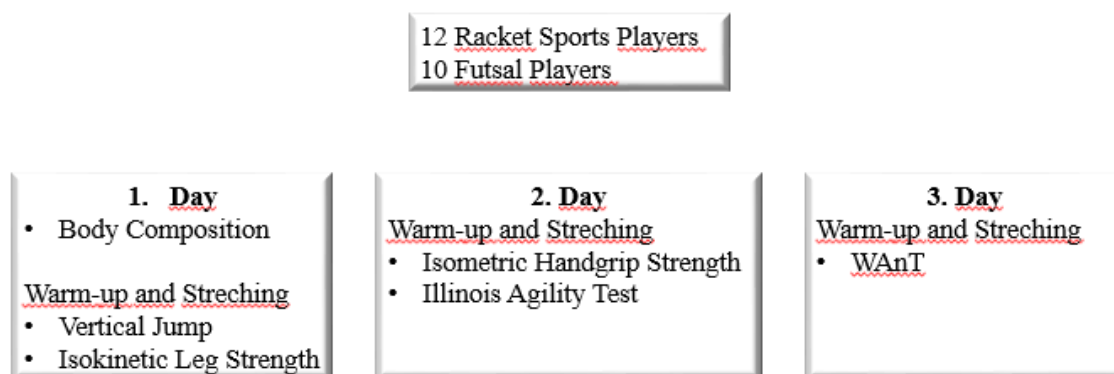 12 Racket Sports Players
10 Futsal Players
1. Day
• Body Composition
Warm-up and Streching
• Vertical Jump
• Isokinetic Leg Strength
2. Day
Warm-up and Streching
• Isometric Handgrip Strength
• Illinois Agility Test
3. Day
Warm-up and Streching
• WAnT